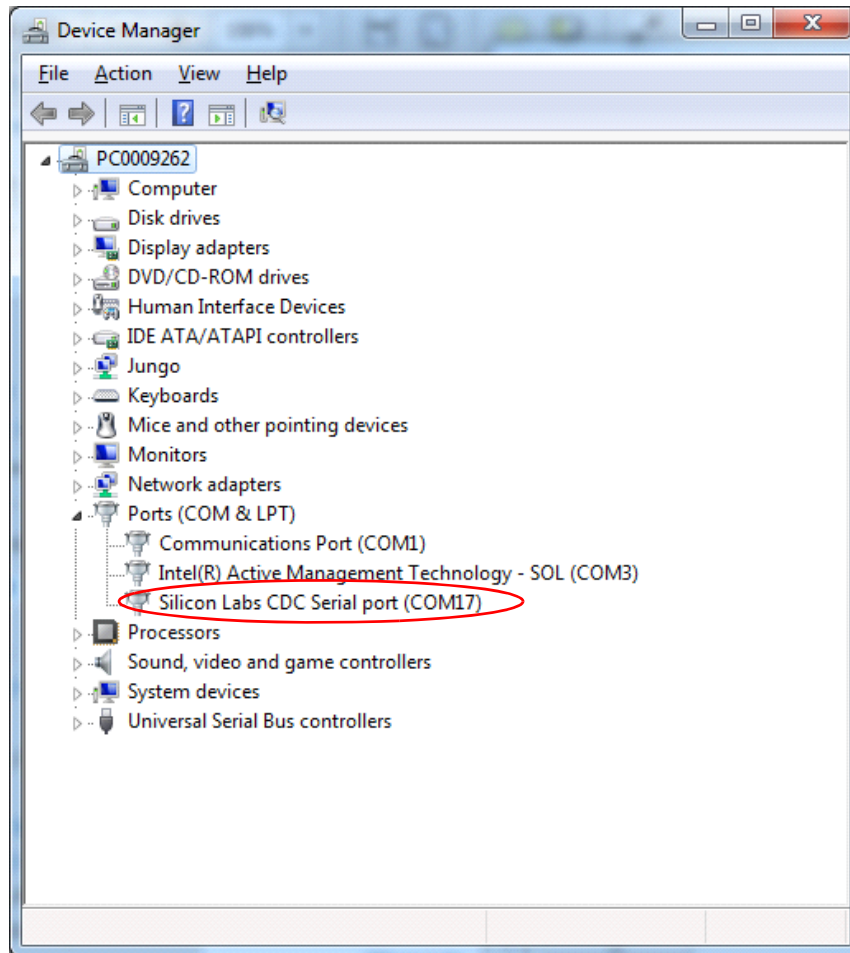 Device Manager
File Action View Help
PC0009262
Computer
Disk drives
Display adapters
DVD/CD-ROM drives
Human Interface Devices
IDE ATA/ATAPI controllers
Jungo
Keyboards
Mice and other pointing devices
Monitors
Network adapters
Ports (COM & LPT)
Communications Port (COM1)
Intel(R) Active Management Technology - SOL (COM3)
Silicon Labs CDC Serial port (COM17)
Processors
Sound, video and game controllers
System devices
Universal Serial Bus controllers